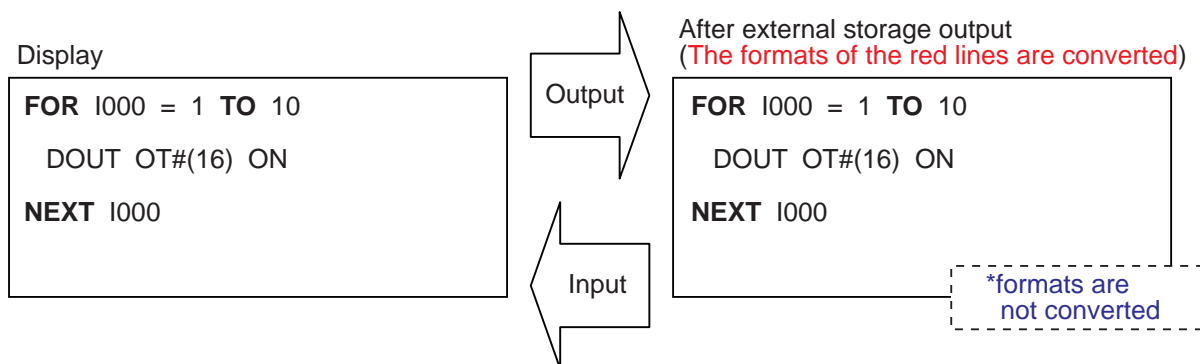 Display
FOR I000 = 1 TO 10
DOUT OT#(16) ON
NEXT I000
Output
Input
After external storage output
(The formats of the red lines are converted)
FOR I000 = 1 TO 10
DOUT OT#(16) ON
NEXT I000
*formats are
not converted